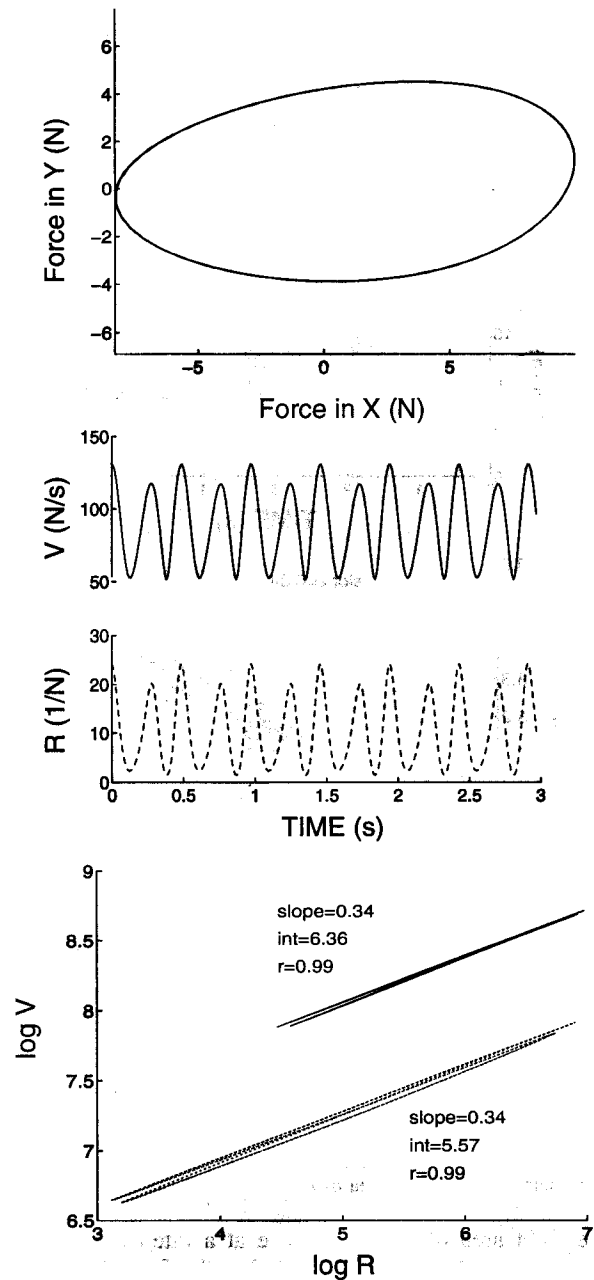 6
4
2
0
−2
−4
−6
Force in Y (N)
−5 0 5
Force in X (N)
150
100
50
V (N/s)
30
20
10
0
R (1/N)
0 0.5 1 1.5 2 2.5 3
TIME (s)
9
8.5
8
7.5
7
6.5
log V
slope=0.34
int=6.36
r=0.99
slope=0.34
int=5.57
r=0.99
3 4 5 6 7
log R